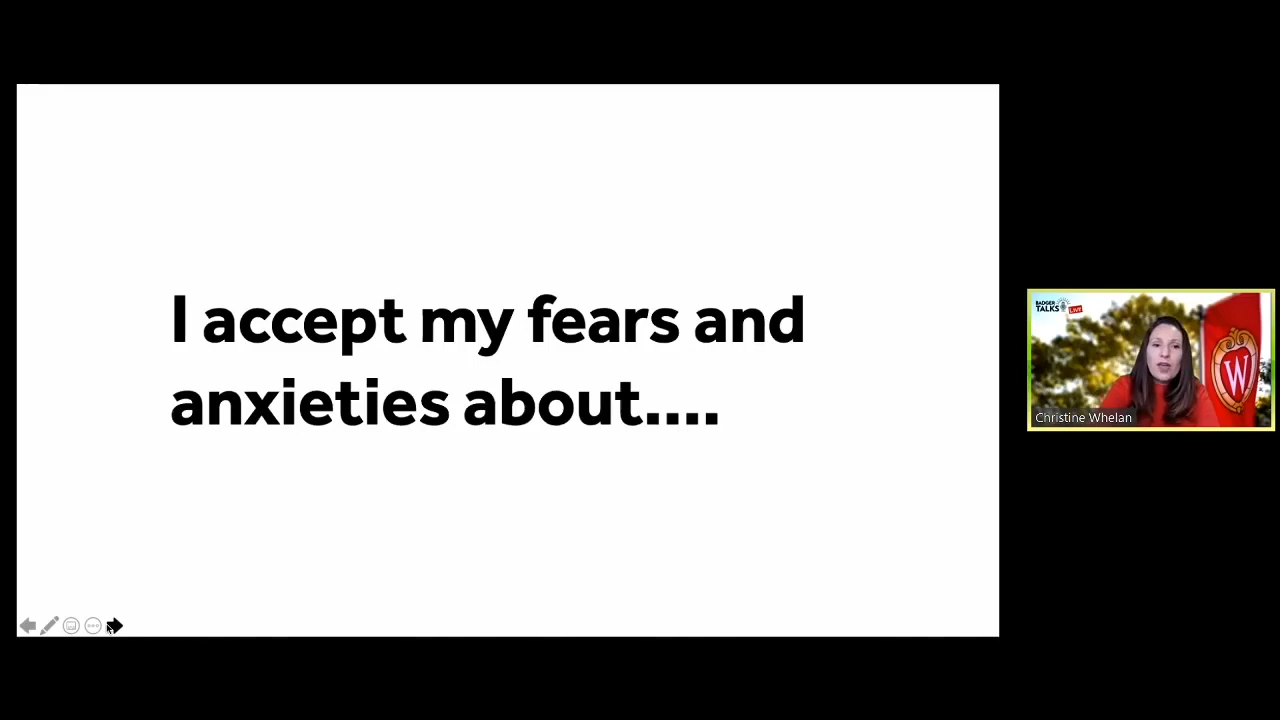 I accept my fears and
anxieties about....
BADGER
TALKS LIVE
W
Christine Whelan